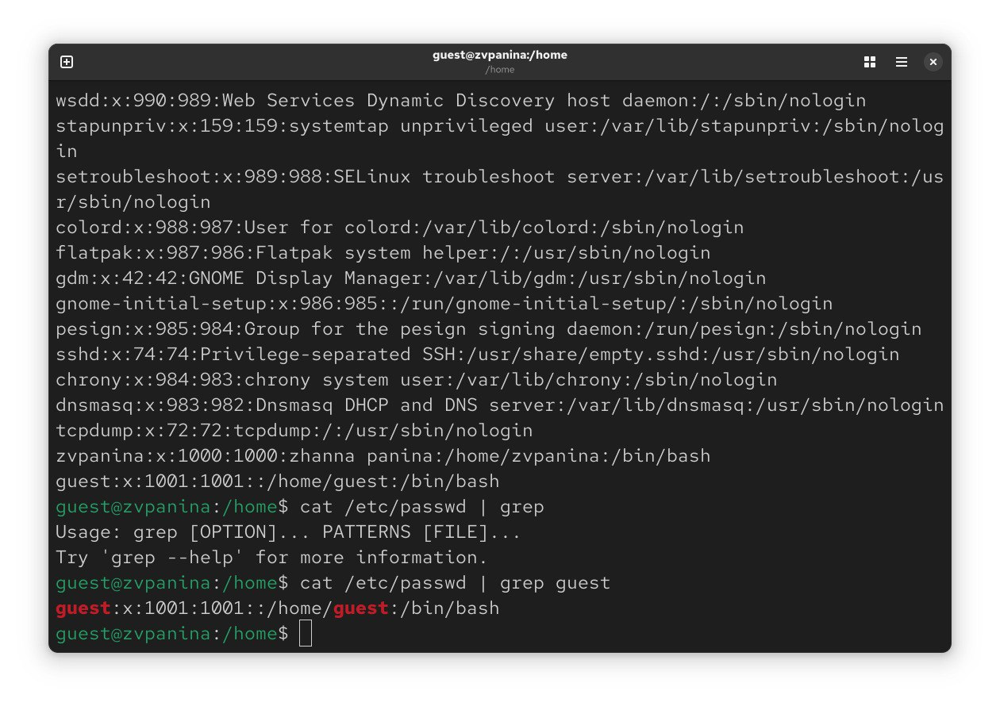 guest@zvpanina:/home
/home
wsdd:x:990:989:Web Services Dynamic Discovery host daemon:/:/sbin/nologin
stapunpriv:x:159:159:systemtap unprivileged user:/var/lib/stapunpriv:/sbin/nolog
in
setroubleshoot:x:989:988:SELinux troubleshoot server:/var/lib/setroubleshoot:/us
r/sbin/nologin
colord:x:988:987:User for colord:/var/lib/colord:/sbin/nologin
flatpak:x:987:986:Flatpak system helper:/:/usr/sbin/nologin
gdm:x:42:42:GNOME Display Manager:/var/lib/gdm:/usr/sbin/nologin
gnome-initial-setup:x:986:985::/run/gnome-initial-setup/:/sbin/nologin
pesign:x:985:984:Group for the pesign signing daemon:/run/pesign:/sbin/nologin
sshd:x:74:74:Privilege-separated SSH:/usr/share/empty.sshd:/usr/sbin/nologin
chrony:x:984:983:chrony system user:/var/lib/chrony:/sbin/nologin
dnsmasq:x:983:982:Dnsmasq DHCP and DNS server:/var/lib/dnsmasq:/usr/sbin/nologin
tcpdump:x:72:72:tcpdump:/:/usr/sbin/nologin
zvpanina:x:1000:1000:zhanna panina:/home/zvpanina:/bin/bash
guest:x:1001:1001::/home/guest:/bin/bash
guest@zvpanina:/home$ cat /etc/passwd | grep
Usage: grep [OPTION]... PATTERNS [FILE]...
Try 'grep --help' for more information.
guest@zvpanina:/home$ cat /etc/passwd | grep guest
guest:x:1001:1001::/home/guest:/bin/bash
guest@zvpanina:/home$